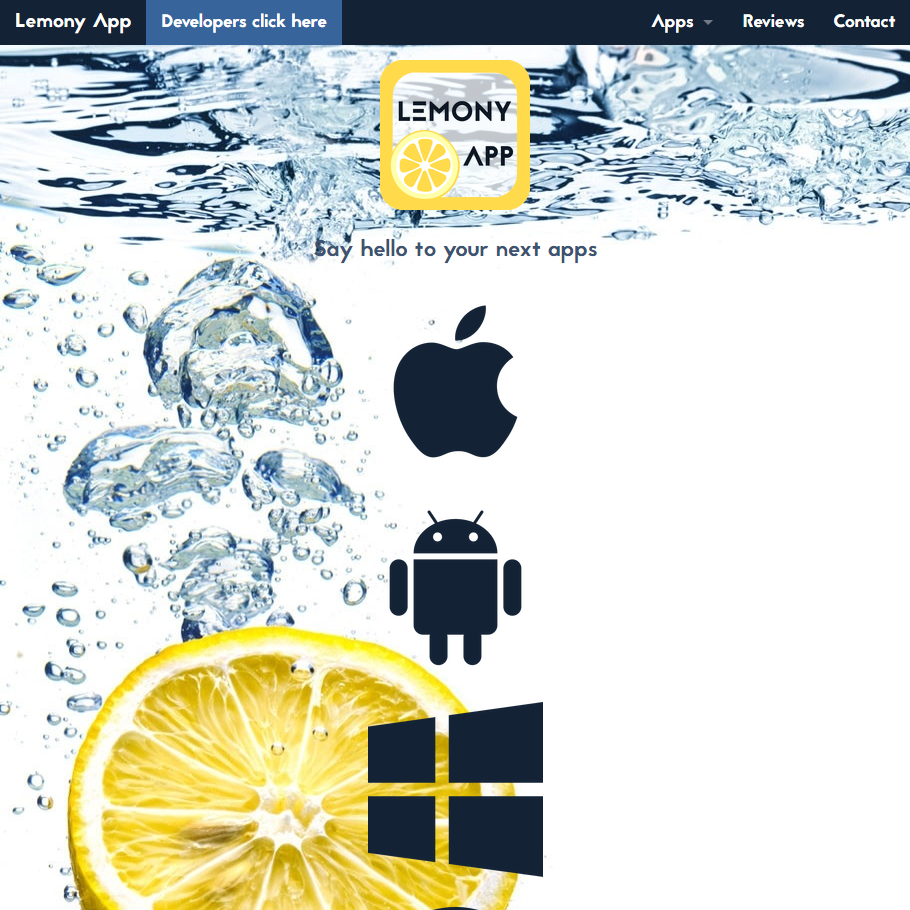 Lemony App
Developers click here
Apps
Reviews
Contact
LEMONY
APP
Say hello to your next apps